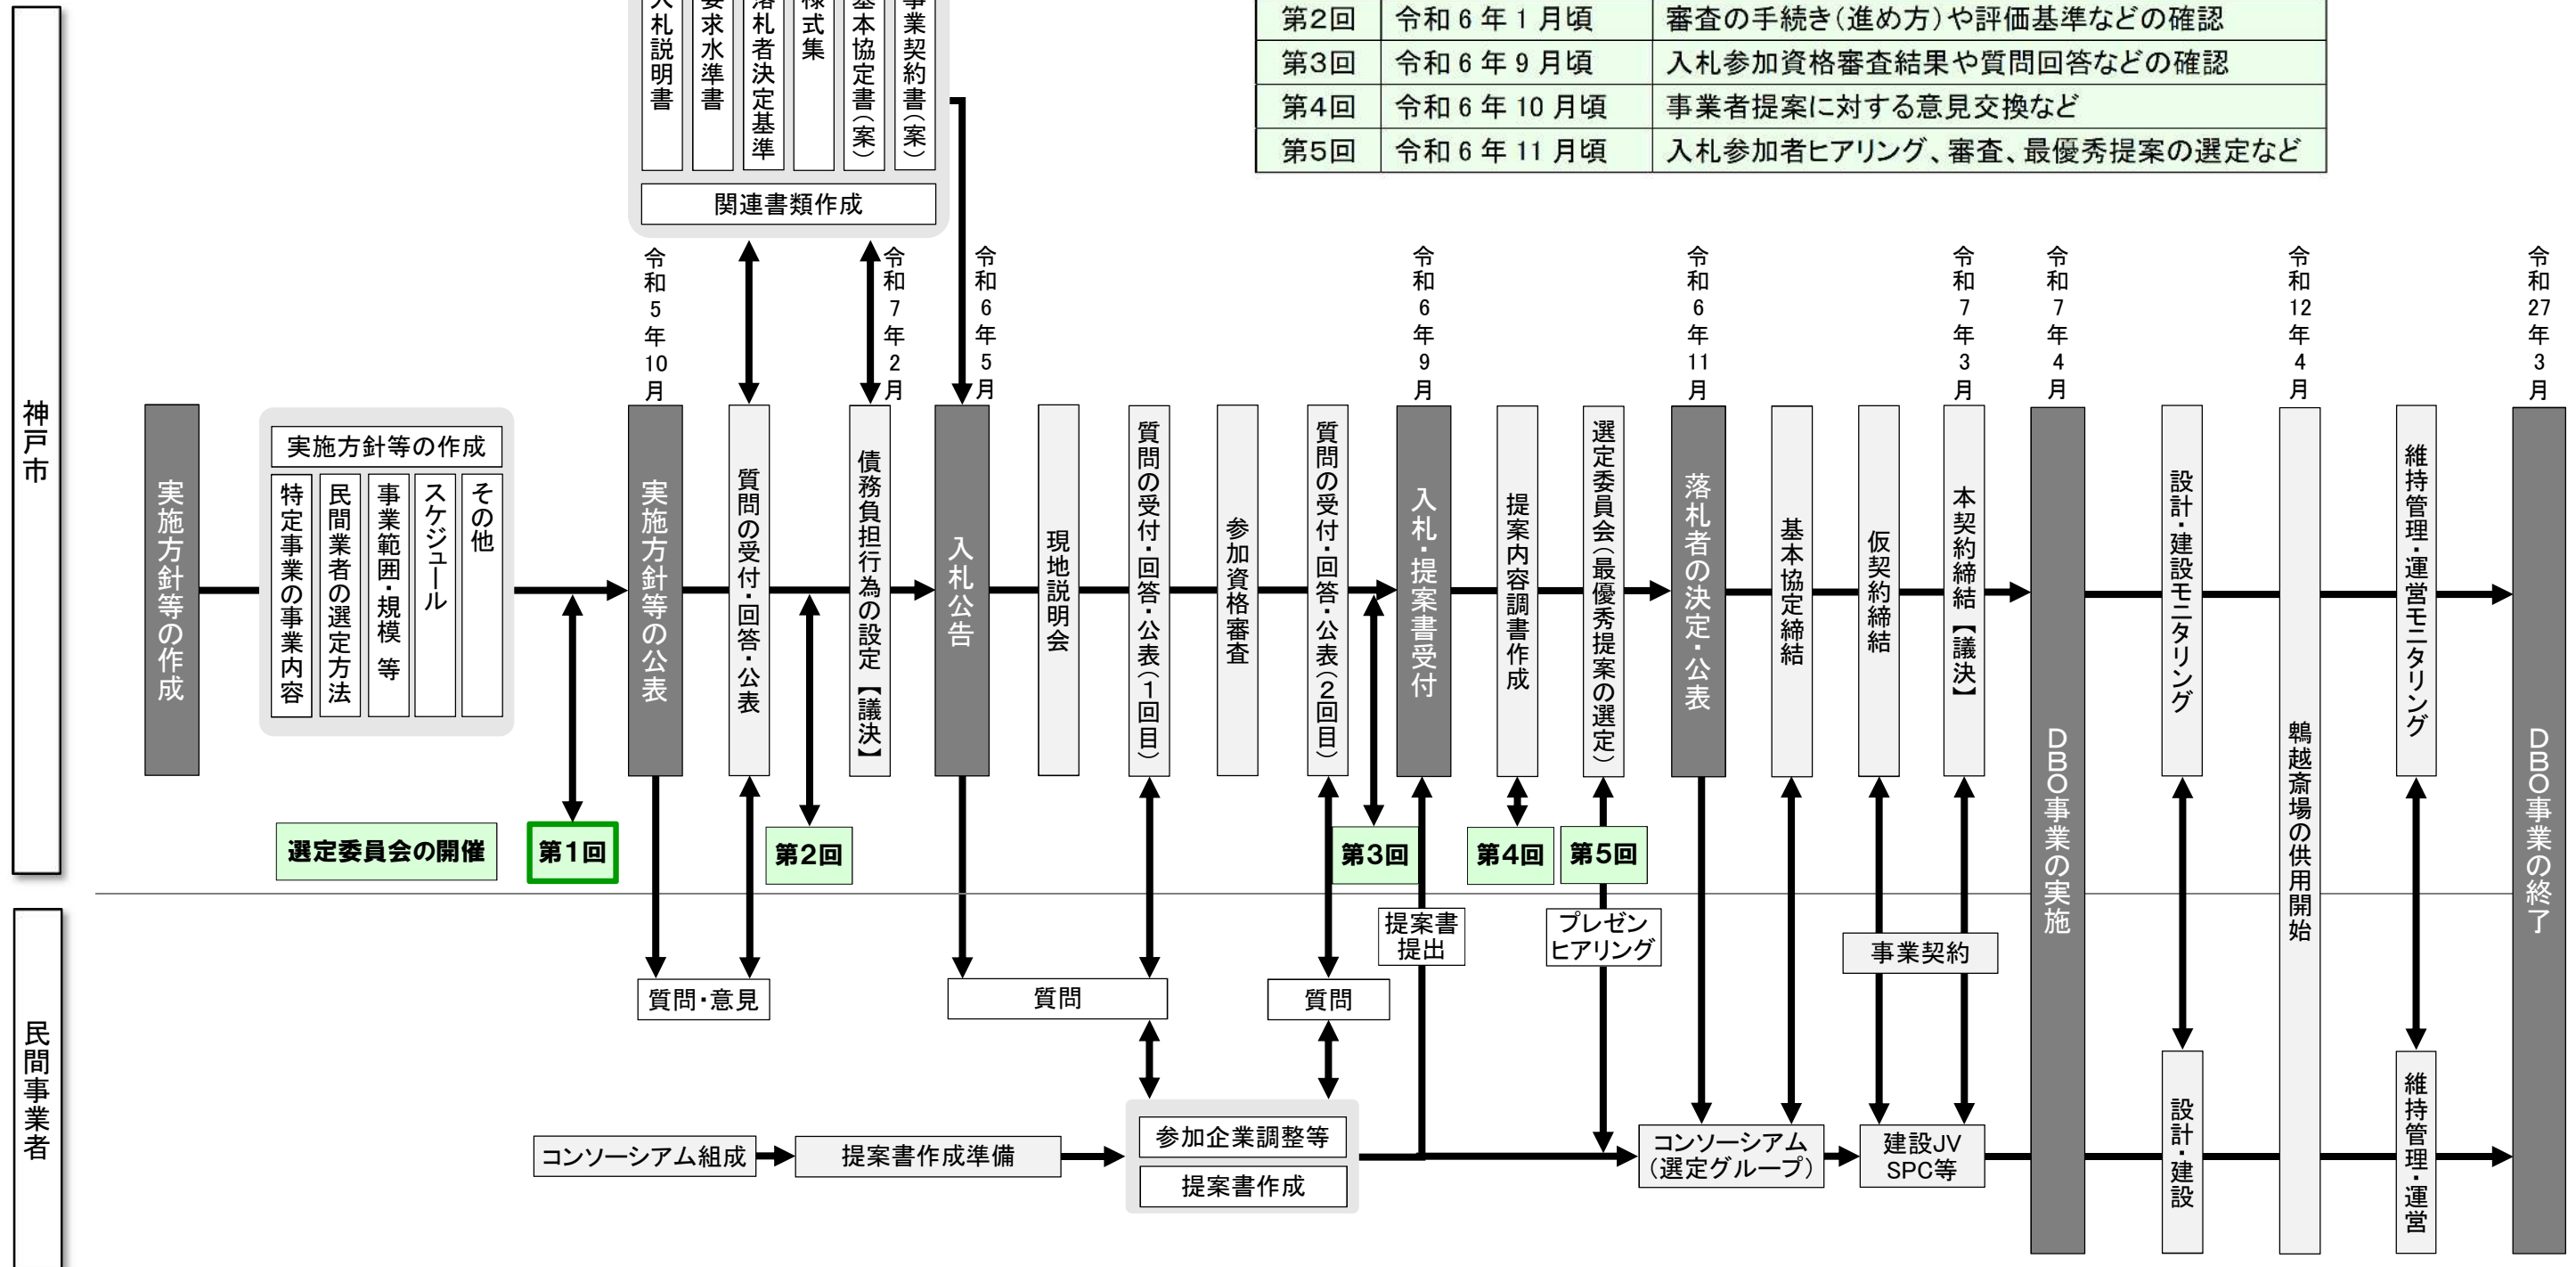 第2回 令和6年1月頃 審査の手続き(進め方)や評価基準などの確認
第3回 令和6年9月頃 入札参加資格審査結果や質問回答などの確認
第4回 令和6年10月頃 事業者提案に対する意見交換など
第5回 令和6年11月頃 入札参加者ヒアリング、審査、最優秀提案の選定など
入札説明書
要求水準書
落札者決定基準
様式集
基本協定書(案)
事業契約書(案)
関連書類作成
令和5年10月
令和7年2月
令和6年5月
令和6年9月
令和6年11月
令和7年3月
令和7年4月
令和12年4月
令和27年3月
神戸市
実施方針等の作成
実施方針等の作成
特定事業の事業内容
民間業者の選定方法
事業範囲・規模 等
スケジュール
その他
実施方針等の公表
質問の受付・回答・公表
債務負担行為の設定【議決】
入札公告
現地説明会
質問の受付・回答・公表(1回目)
参加資格審査
質問の受付・回答・公表(2回目)
入札・提案書受付
提案内容調書作成
選定委員会(最優秀提案の選定)
落札者の決定・公表
基本協定締結
仮契約締結
本契約締結【議決】
DBO事業の実施
設計・建設モニタリング
鵯越斎場の供用開始
維持管理・運営モニタリング
DBO事業の終了
選定委員会の開催
第1回
第2回
第3回
第4回
第5回
民間事業者
提案書
提出
プレゼン
ヒアリング
事業契約
質問・意見
質問
質問
コンソーシアム組成
提案書作成準備
参加企業調整等
提案書作成
コンソーシアム
(選定グループ)
建設JV
SPC等
設計・建設
維持管理・運営